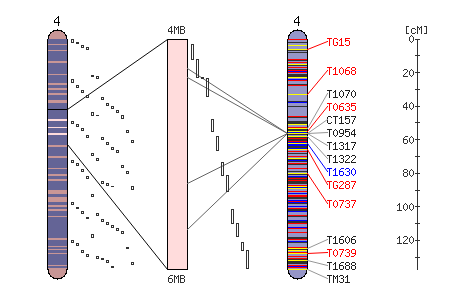 4
4MB
4
[cM]
0
TG15
T1068
20
T1070
T0635
40
CT157
T0954
T1317
60
T1322
T1630
TG287
80
T0737
100
T1606
120
T0739
T1688
6MB
TM31